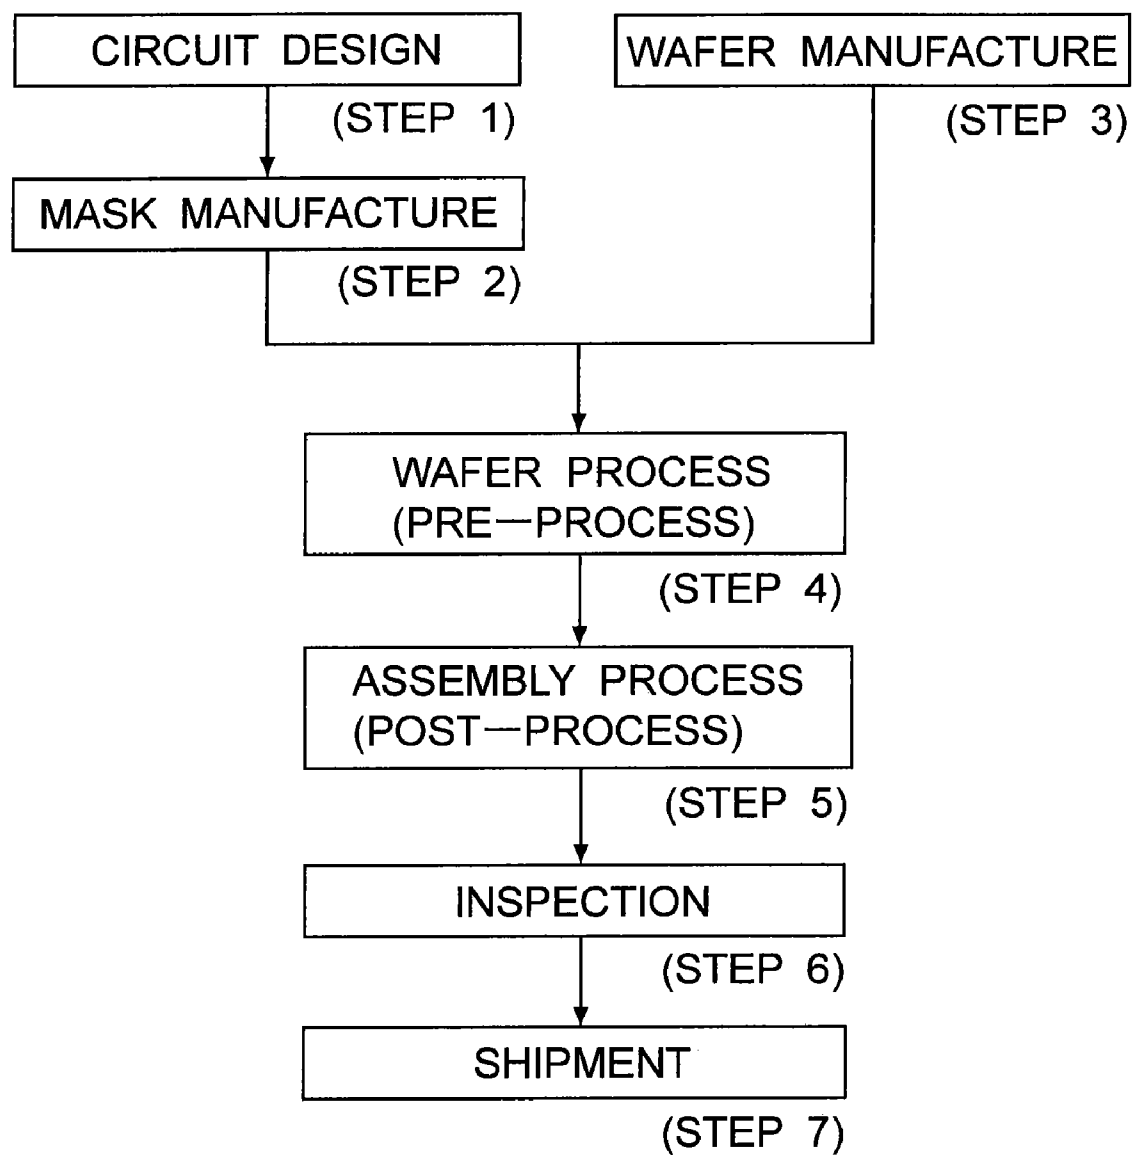 CIRCUIT DESIGN
(STEP 1)
MASK MANUFACTURE
(STEP 2)
WAFER MANUFACTURE
(STEP 3)
WAFER PROCESS
(PRE—PROCESS)
(STEP 4)
ASSEMBLY PROCESS
(POST—PROCESS)
(STEP 5)
INSPECTION
(STEP 6)
SHIPMENT
(STEP 7)